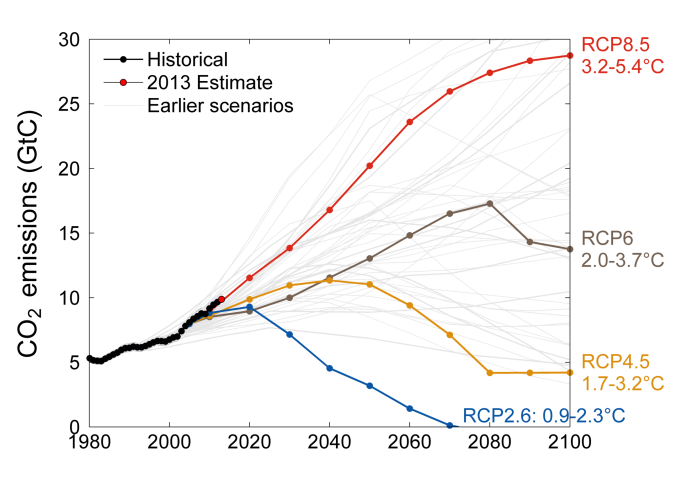 30
25
20
15
10
5
0
CO2 emissions (GtC)
Historical
2013 Estimate
Earlier scenarios
RCP8.5
3.2-5.4°C
RCP6
2.0-3.7°C
RCP4.5
1.7-3.2°C
RCP2.6: 0.9-2.3°C
1980 2000 2020 2040 2060 2080 2100